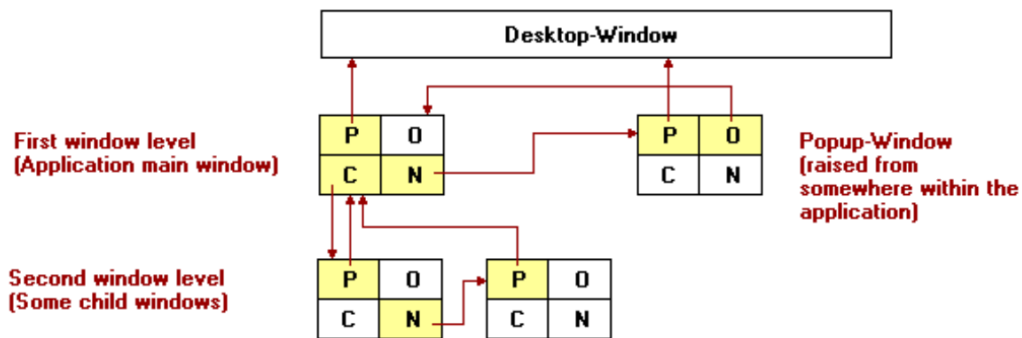 Desktop-Window
First window level
(Application main window)
P O
C N
P O
C N
Popup-Window
(raised from
somewhere within the
application)
Second window level
(Some child windows)
P O
C N
P O
C N